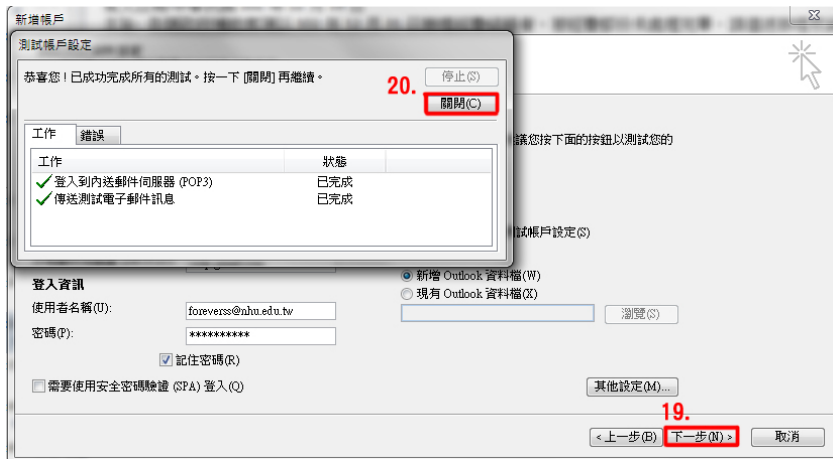 新增帳戶
測試帳戶設定
恭喜您!已成功完成所有的測試。按一下 [關閉] 再繼續。
停止(S)
20.
關閉(C)
工作 錯誤
工作 狀態
登入到內送郵件伺服器 (POP3) 已完成
傳送測試電子郵件訊息 已完成
議您按下面的按鈕以測試您的
試帳戶設定(S)
新增 Outlook 資料檔(W)
登入資訊
現有 Outlook 資料檔(X)
使用者名稱(U): foreverss@nhu.edu.tw
瀏覽(S)
密碼(P): **********
記住密碼(R)
需要使用安全密碼驗證 (SPA) 登入(Q)
其他設定(M)...
19.
<上一步(B) 下一步(N)> 取消